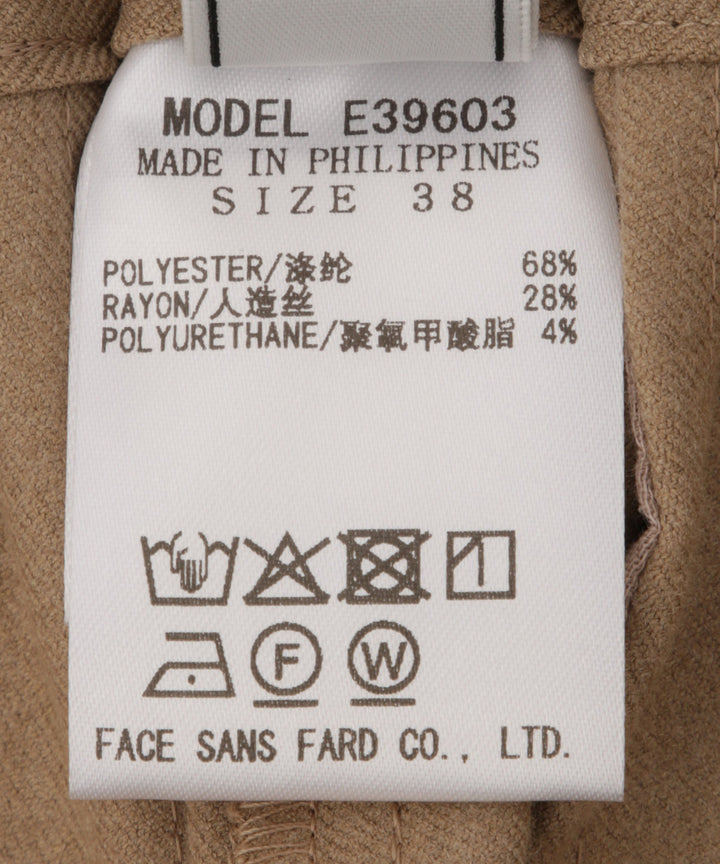 MODEL E39603
MADE IN PHILIPPINES
SIZE 38
POLYESTER/涤纶 68%
RAYON/人造丝 28%
POLYURETHANE/聚氨甲酸脂 4%
F W
FACE SANS FARD CO., LTD.